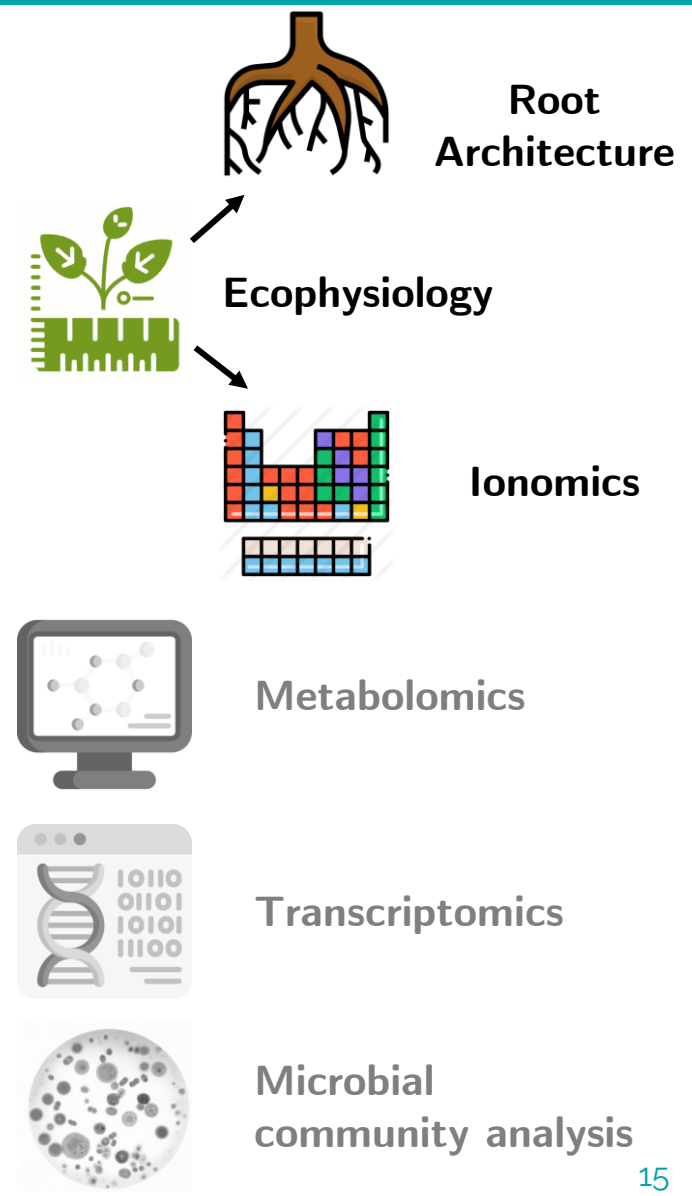 Root
Architecture
Ecophysiology
Ionomics
Metabolomics
10110
01101
10101
11100
Transcriptomics
Microbial
community analysis
15